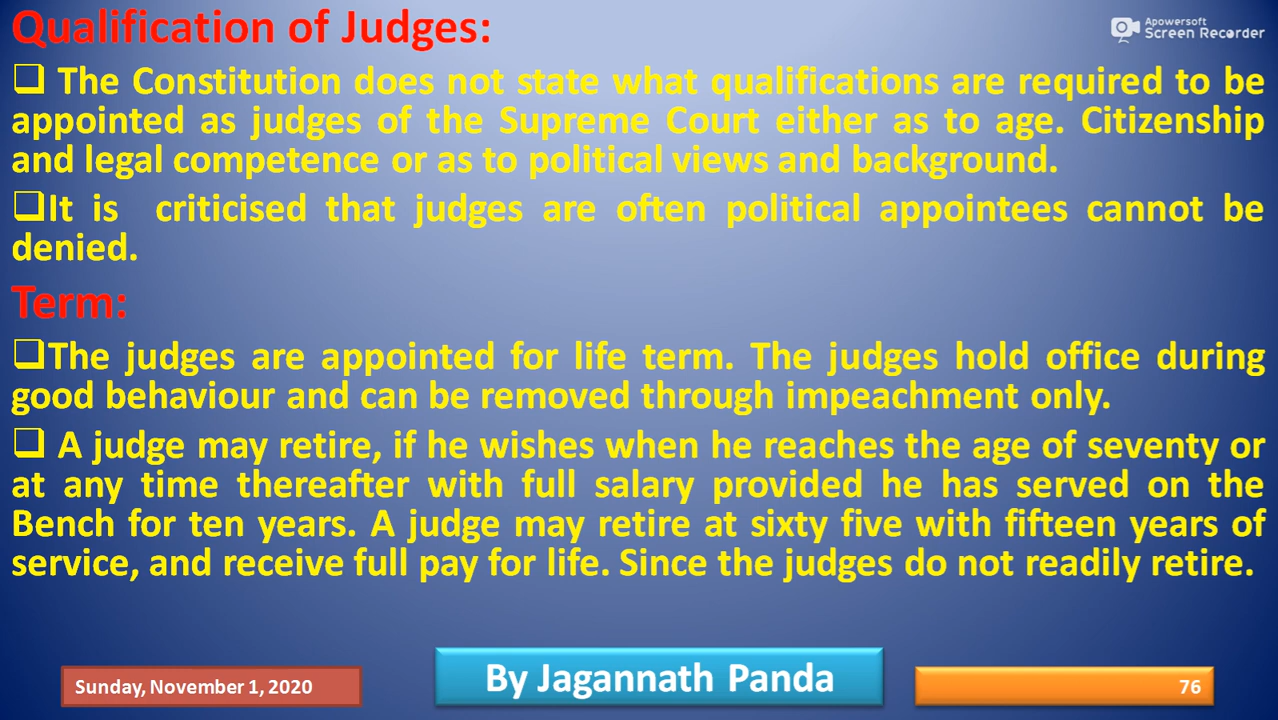 Qualification of Judges:
Apowersoft
Screen Recorder
❑ The Constitution does not state what qualifications are required to be
appointed as judges of the Supreme Court either as to age. Citizenship
and legal competence or as to political views and background.
❑It is criticised that judges are often political appointees cannot be
denied.
Term:
❑The judges are appointed for life term. The judges hold office during
good behaviour and can be removed through impeachment only.
❑ A judge may retire, if he wishes when he reaches the age of seventy or
at any time thereafter with full salary provided he has served on the
Bench for ten years. A judge may retire at sixty five with fifteen years of
service, and receive full pay for life. Since the judges do not readily retire.
Sunday, November 1, 2020
By Jagannath Panda
76